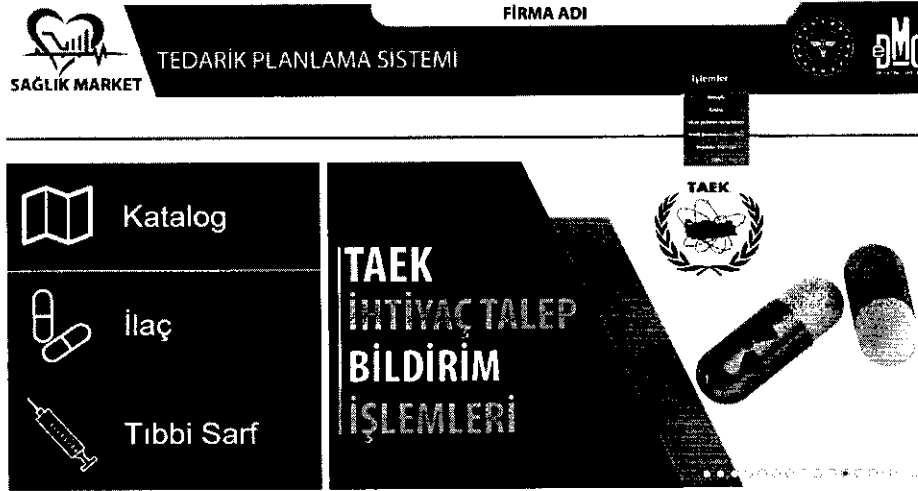 FİRMA ADI
SAĞLIK MARKET
TEDARİK PLANLAMA SİSTEMİ
DMO
İşlemler
TAEK
Katalog
İlaç
Tıbbi Sarf
TAEK
İHTİYAÇ TALEP
BİLDİRİM
İŞLEMLERİ